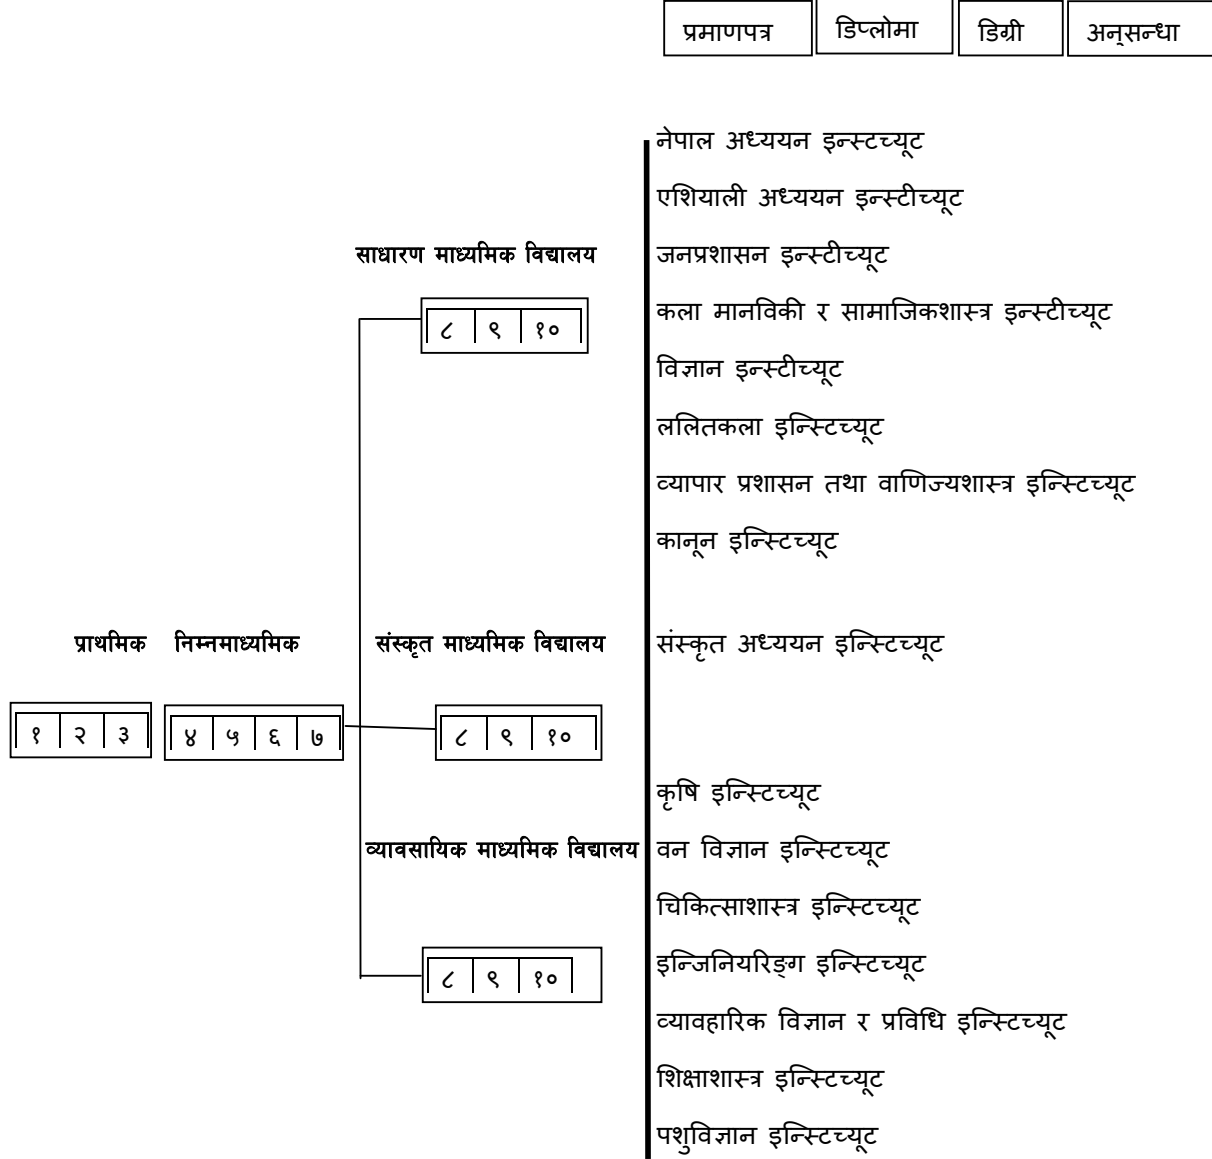 प्रमाणपत्र डिप्लोमा डिग्री अनुसन्धा
नेपाल अध्ययन इन्स्टच्यूट
एशियाली अध्ययन इन्स्टीच्यूट
साधारण माध्यमिक विद्यालय जनप्रशासन इन्स्टीच्यूट
कला मानविकी र सामाजिकशास्त्र इन्स्टीच्यूट
८ ९ १०
विज्ञान इन्स्टीच्यूट
ललितकला इन्स्टिच्यूट
व्यापार प्रशासन तथा वाणिज्यशास्त्र इन्स्टिच्यूट
कानून इन्स्टिच्यूट
प्राथमिक निम्नमाध्यमिक संस्कृत माध्यमिक विद्यालय संस्कृत अध्ययन इन्स्टिच्यूट
१ २ ३ ४ ५ ६ ७ ८ ९ १०
कृषि इन्स्टिच्यूट
व्यावसायिक माध्यमिक विद्यालय वन विज्ञान इन्स्टिच्यूट
चिकित्साशास्त्र इन्स्टिच्यूट
इन्जिनियरिङ्ग इन्स्टिच्यूट
८ ९ १०
व्यावहारिक विज्ञान र प्रविधि इन्स्टिच्यूट
शिक्षाशास्त्र इन्स्टिच्यूट
पशुविज्ञान इन्स्टिच्यूट